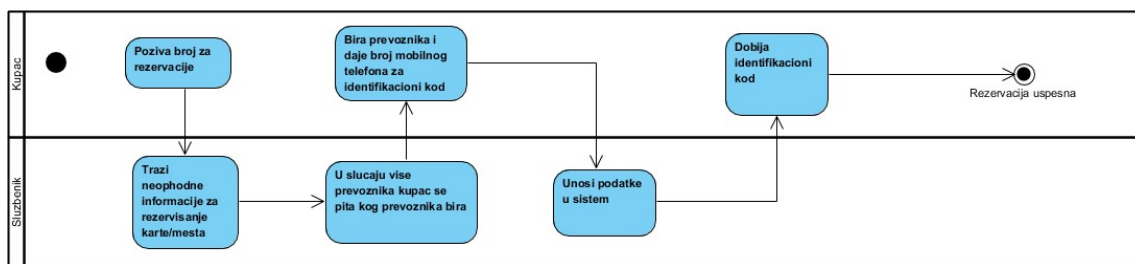 Kupac
Poziva broj za
rezervacije
Bira prevoznika i
daje broj mobilnog
telefona za
identifikacioni kod
Dobija
identifikacioni
kod
Rezervacija uspesna
Sluzbenik
Trazi
neophodne
informacije za
rezervisanje
karte/mesta
U slucaju vise
prevoznika kupac se
pita kog prevoznika bira
Unosi podatke
u sistem